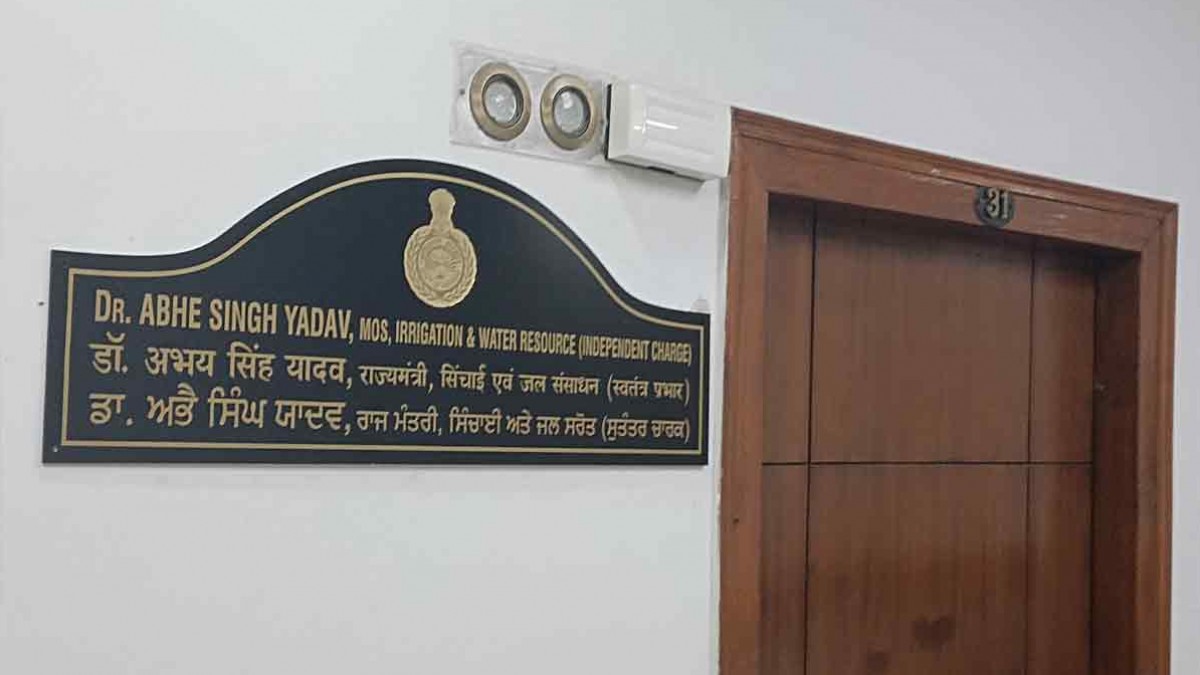 31
DR. ABHE SINGH YADAV, MOS, IRRIGATION & WATER RESOURCE (INDEPENDENT CHARGE)
डॉ. अभय सिंह यादव, राज्यमंत्री, सिंचाई एवं जल संसाधन (स्वतंत्र प्रभार)
ਡਾ. ਅਭੈ ਸਿੰਘ ਯਾਦਵ, ਰਾਜ ਮੰਤਰੀ, ਸਿੰਚਾਈ ਅਤੇ ਜਲ ਸਰੋਤ (ਸੁਤੰਤਰ ਚਾਰਕ)